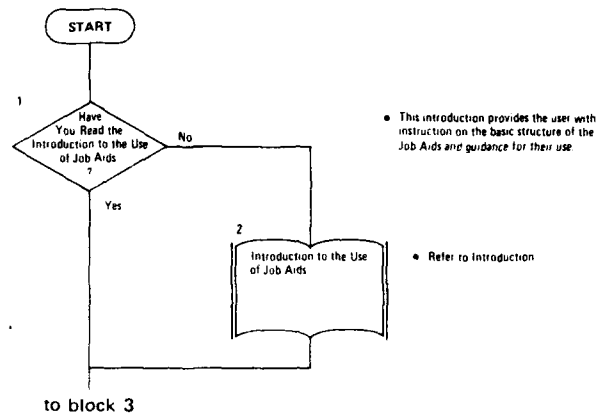 START
1
Have
You Read the
Introduction to the Use
of Job Aids
?
No
Yes
• This introduction provides the user with
instruction on the basic structure of the
Job Aids and guidance for their use
2
Introduction to the Use
of Job Aids
• Refer to Introduction
to block 3